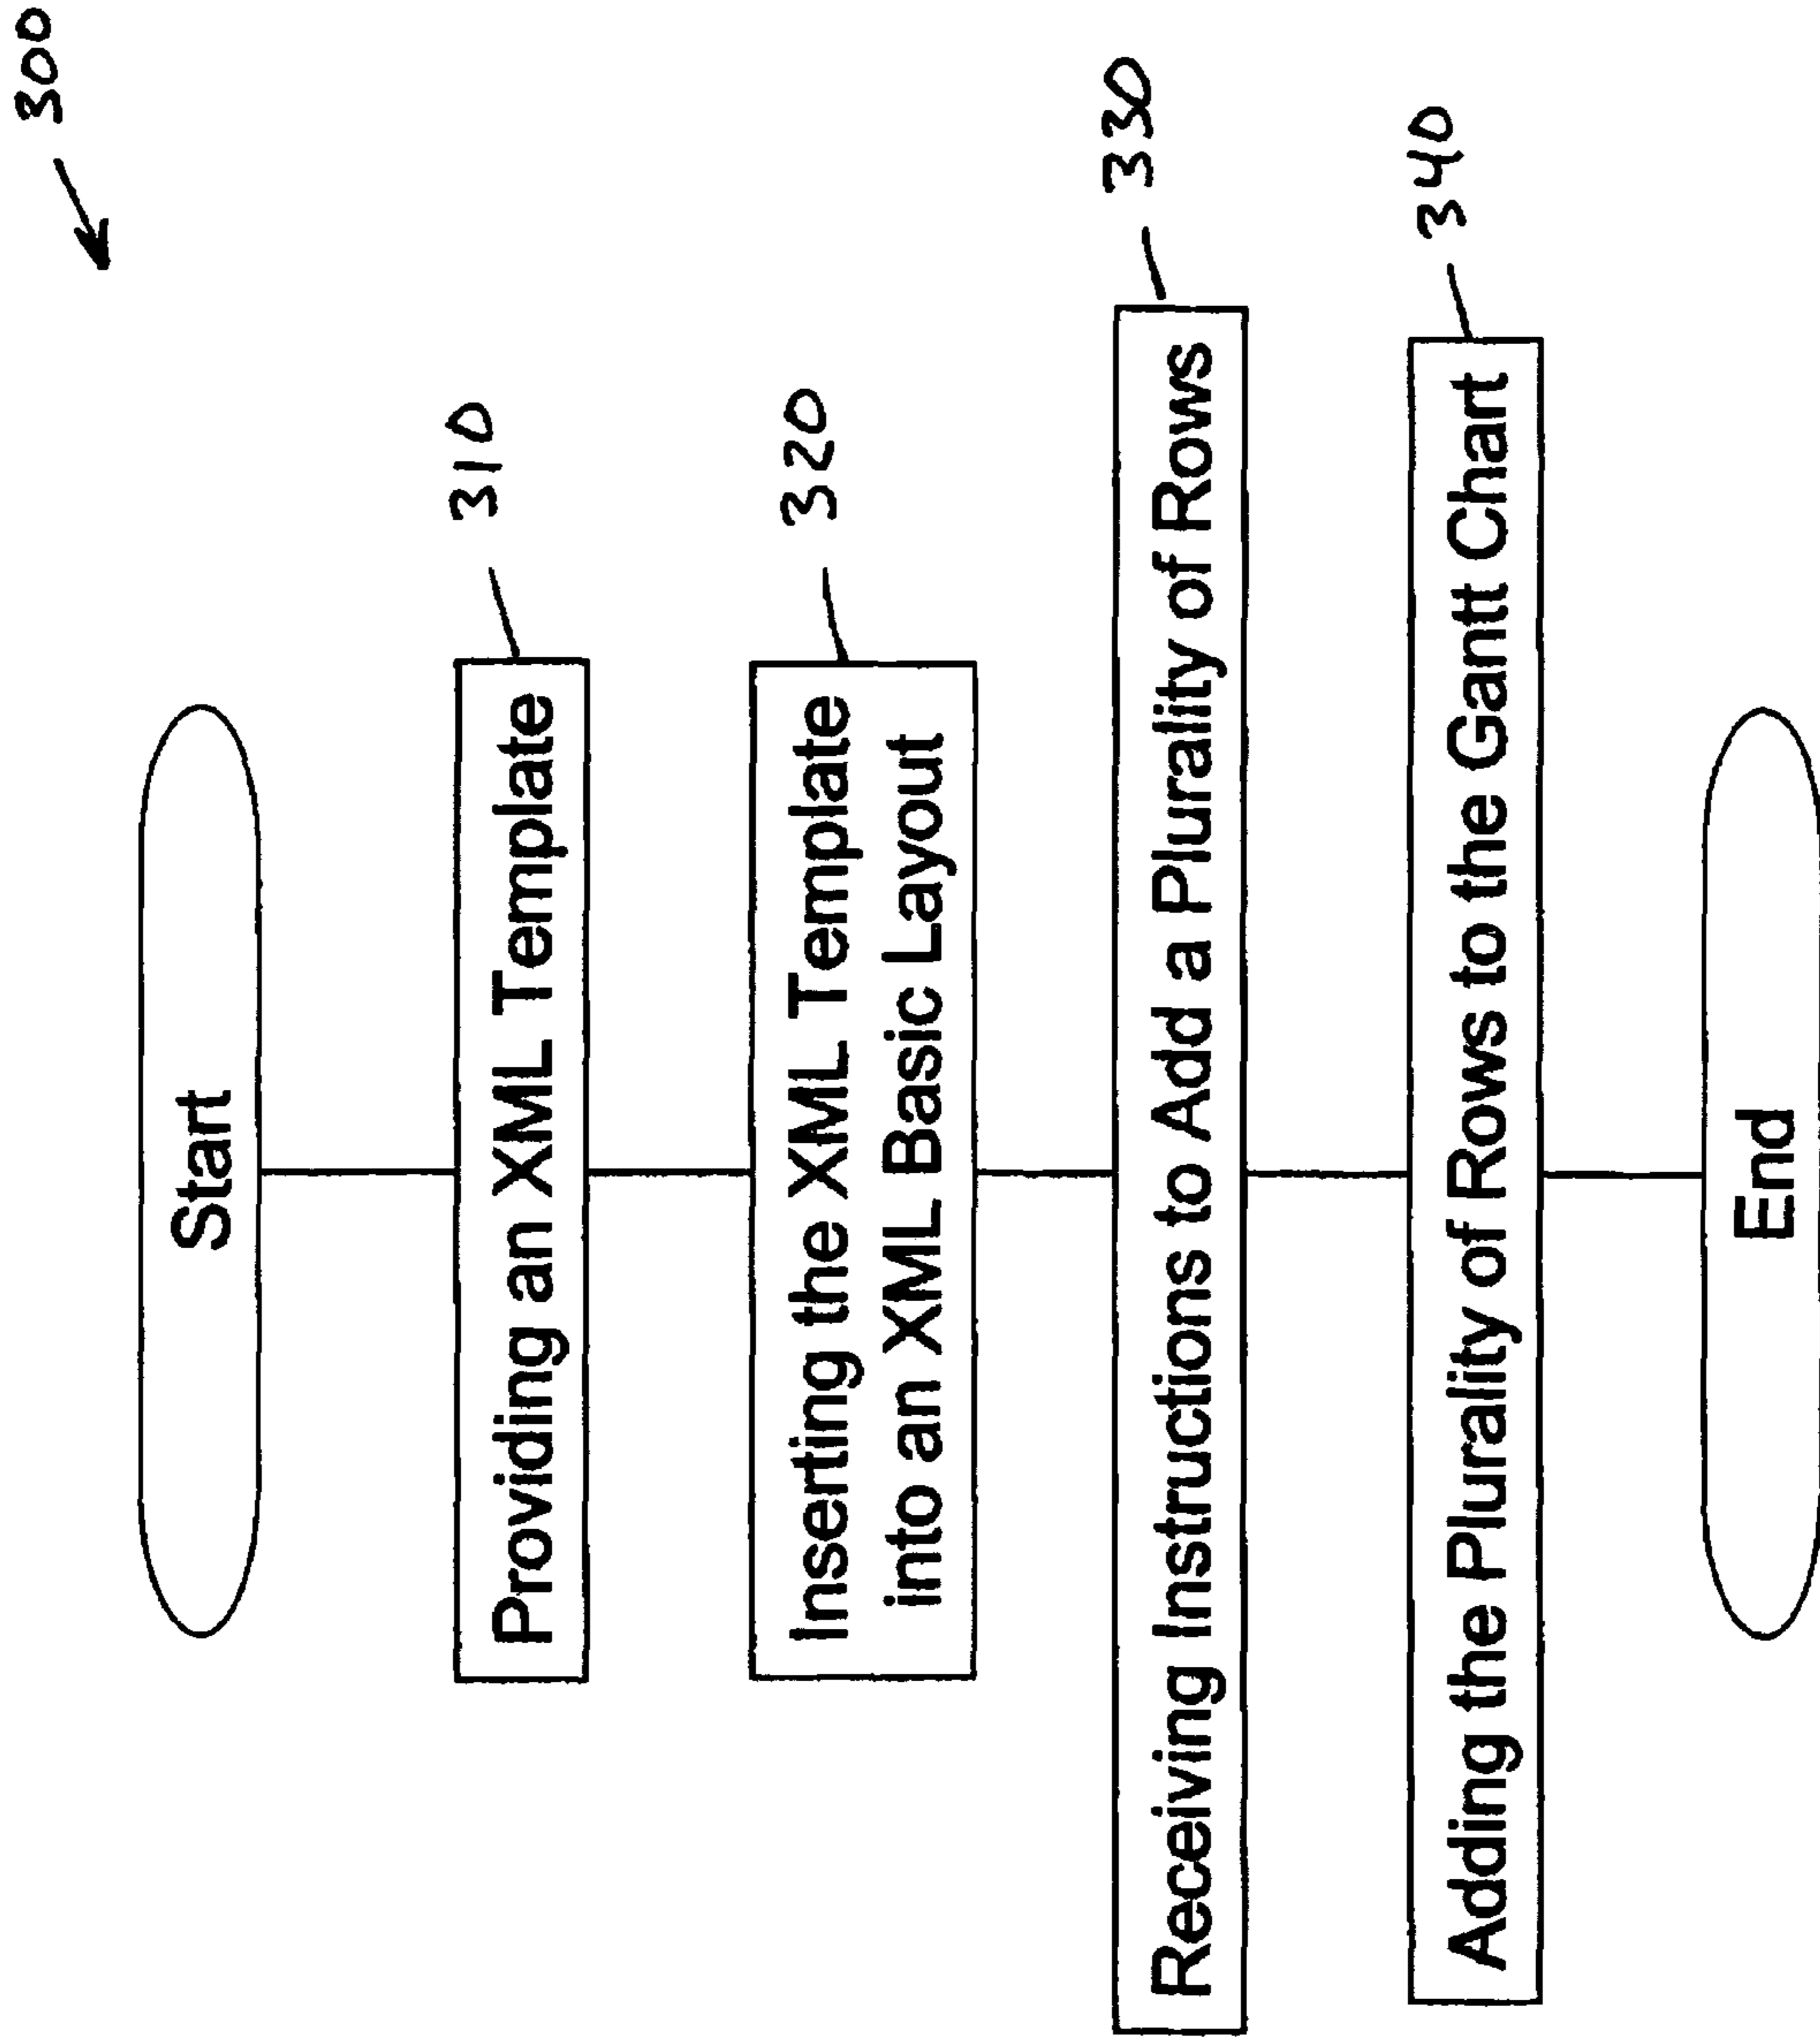 300
Start
Providing an XML Template
310
Inserting the XML Template
into an XML Basic Layout
320
Receiving Instructions to Add a Plurality of Rows
330
Adding the Plurality of Rows to the Gantt Chart
340
End